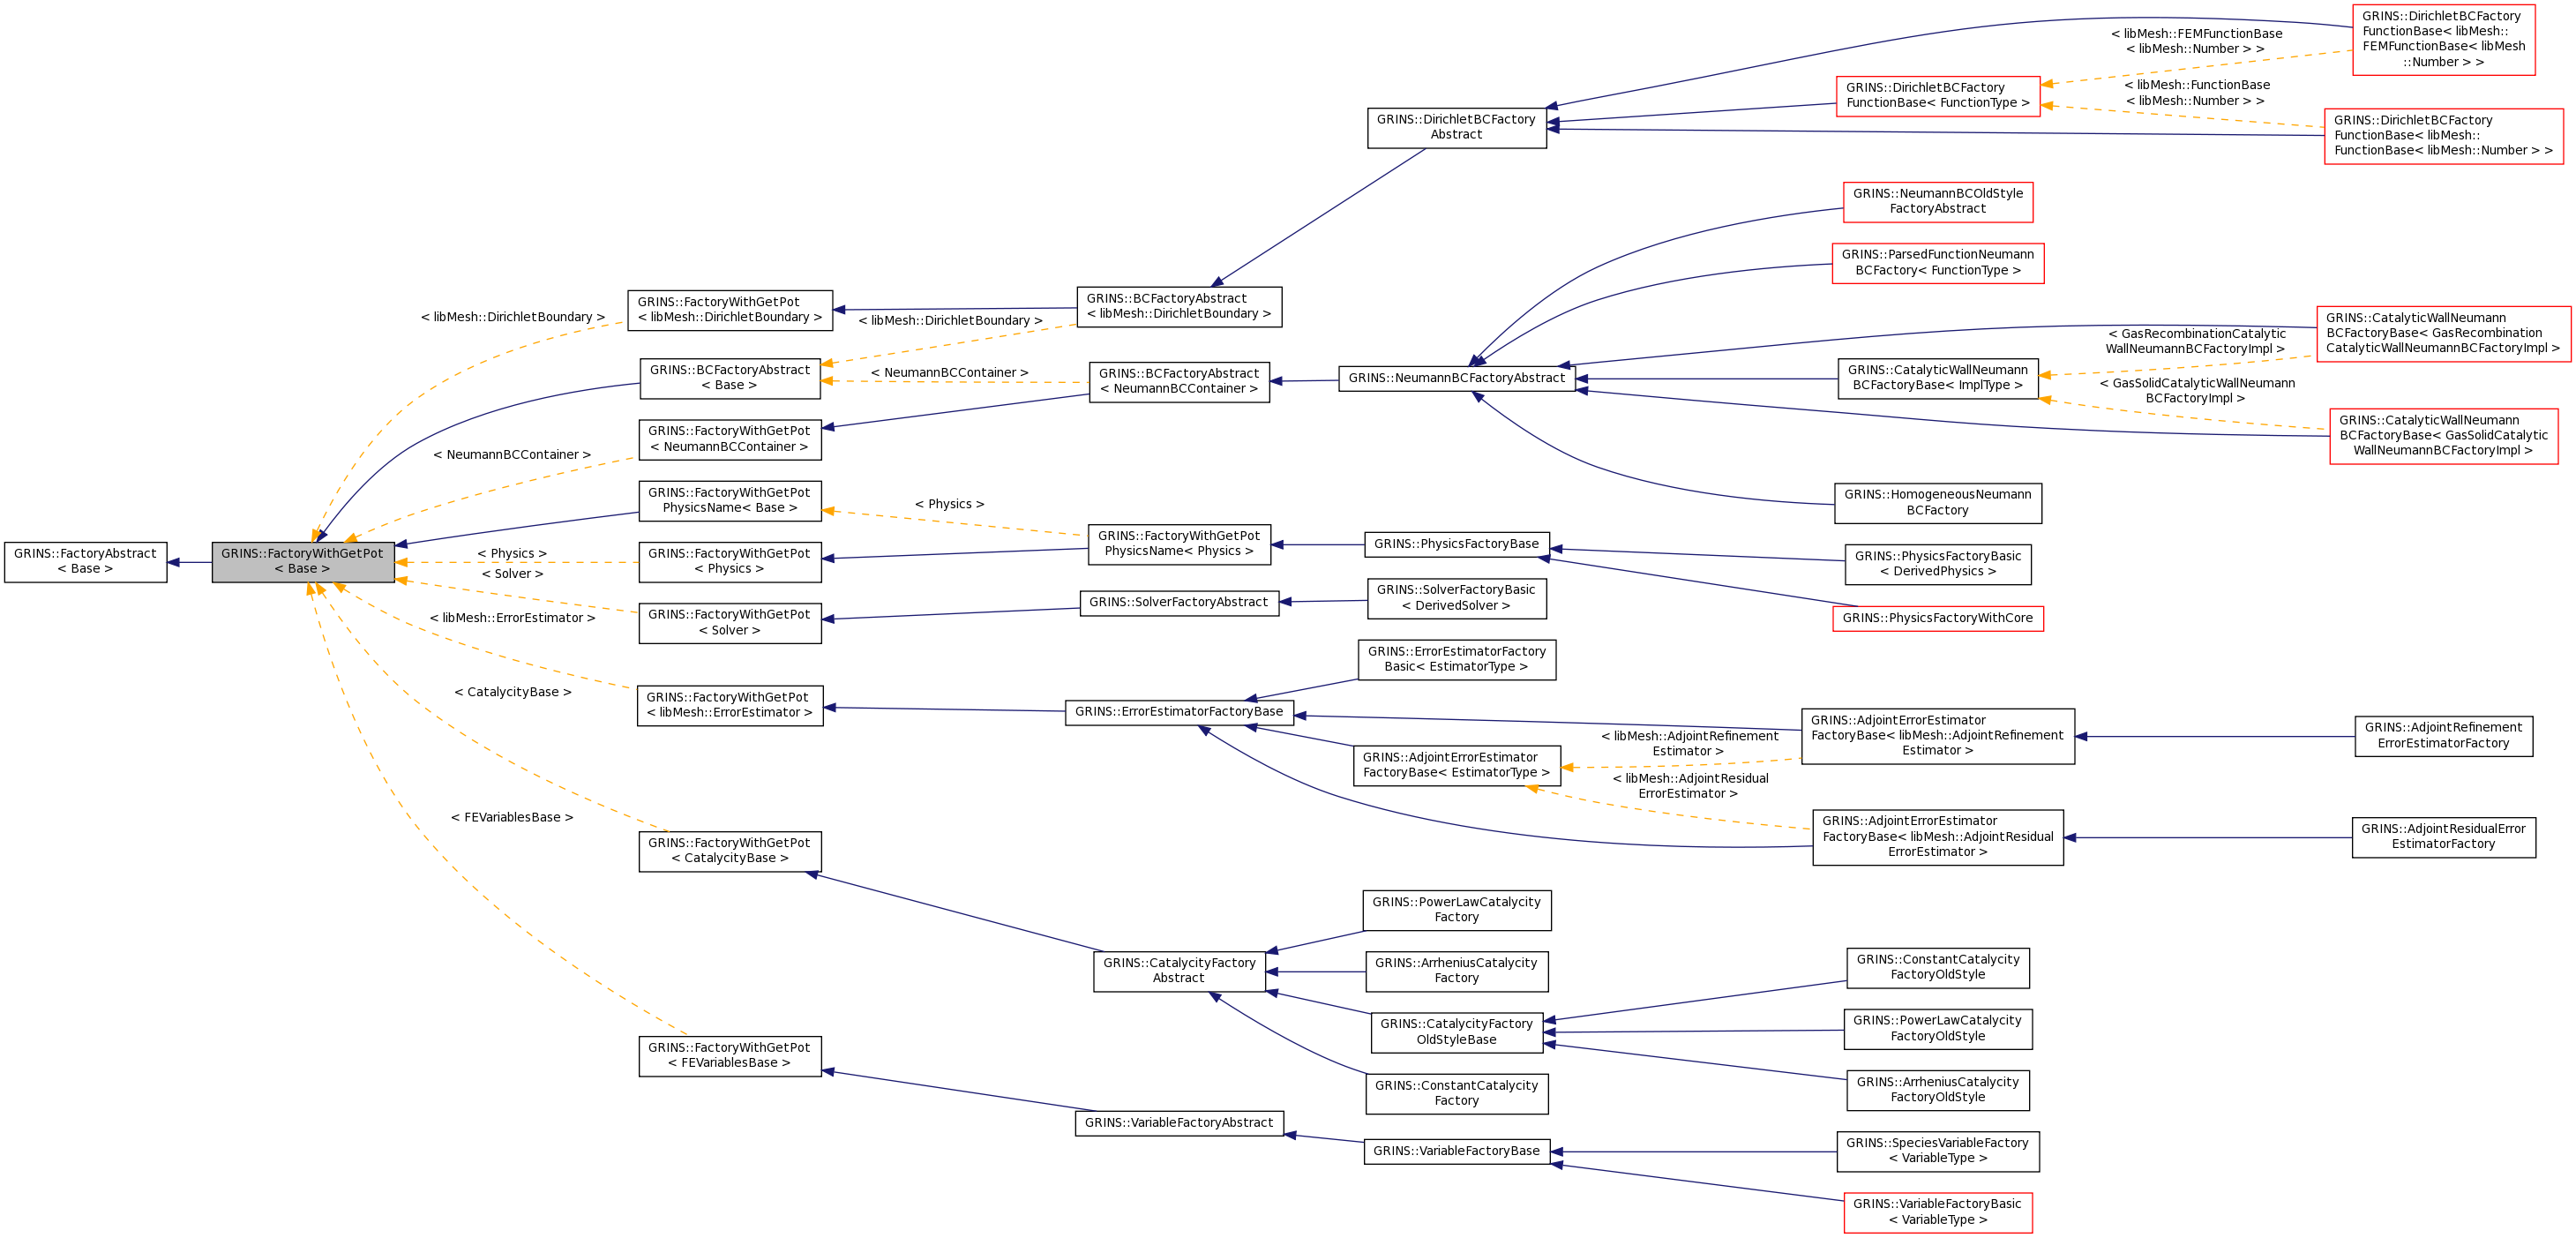 GRINS::FactoryAbstract
< Base >
GRINS::FactoryWithGetPot
< Base >
< libMesh::DirichletBoundary >
< NeumannBCContainer >
< Physics >
< Solver >
< libMesh::ErrorEstimator >
< CatalycityBase >
< FEVariablesBase >
GRINS::FactoryWithGetPot
< libMesh::DirichletBoundary >
GRINS::BCFactoryAbstract
< Base >
GRINS::FactoryWithGetPot
< NeumannBCContainer >
GRINS::FactoryWithGetPot
PhysicsName< Base >
GRINS::FactoryWithGetPot
< Physics >
GRINS::FactoryWithGetPot
< Solver >
GRINS::FactoryWithGetPot
< libMesh::ErrorEstimator >
GRINS::FactoryWithGetPot
< CatalycityBase >
GRINS::FactoryWithGetPot
< FEVariablesBase >
< libMesh::DirichletBoundary >
< NeumannBCContainer >
< Physics >
GRINS::BCFactoryAbstract
< libMesh::DirichletBoundary >
GRINS::BCFactoryAbstract
< NeumannBCContainer >
GRINS::FactoryWithGetPot
PhysicsName< Physics >
GRINS::SolverFactoryAbstract
GRINS::ErrorEstimatorFactoryBase
GRINS::CatalycityFactory
Abstract
GRINS::VariableFactoryAbstract
GRINS::DirichletBCFactory
Abstract
GRINS::NeumannBCFactoryAbstract
GRINS::PhysicsFactoryBase
GRINS::SolverFactoryBasic
< DerivedSolver >
GRINS::ErrorEstimatorFactory
Basic< EstimatorType >
GRINS::AdjointErrorEstimator
FactoryBase< EstimatorType >
GRINS::PowerLawCatalycity
Factory
GRINS::ArrheniusCatalycity
Factory
GRINS::CatalycityFactory
OldStyleBase
GRINS::ConstantCatalycity
Factory
GRINS::VariableFactoryBase
< libMesh::AdjointRefinement
Estimator >
< libMesh::AdjointResidual
ErrorEstimator >
GRINS::DirichletBCFactory
FunctionBase< FunctionType >
GRINS::NeumannBCOldStyle
FactoryAbstract
GRINS::ParsedFunctionNeumann
BCFactory< FunctionType >
GRINS::CatalyticWallNeumann
BCFactoryBase< ImplType >
GRINS::HomogeneousNeumann
BCFactory
GRINS::PhysicsFactoryBasic
< DerivedPhysics >
GRINS::PhysicsFactoryWithCore
GRINS::AdjointErrorEstimator
FactoryBase< libMesh::AdjointRefinement
Estimator >
GRINS::AdjointErrorEstimator
FactoryBase< libMesh::AdjointResidual
ErrorEstimator >
GRINS::ConstantCatalycity
FactoryOldStyle
GRINS::PowerLawCatalycity
FactoryOldStyle
GRINS::ArrheniusCatalycity
FactoryOldStyle
GRINS::SpeciesVariableFactory
< VariableType >
GRINS::VariableFactoryBasic
< VariableType >
< libMesh::FEMFunctionBase
< libMesh::Number > >
< libMesh::FunctionBase
< libMesh::Number > >
< GasRecombinationCatalytic
WallNeumannBCFactoryImpl >
< GasSolidCatalyticWallNeumann
BCFactoryImpl >
GRINS::DirichletBCFactory
FunctionBase< libMesh::
FEMFunctionBase< libMesh
::Number > >
GRINS::DirichletBCFactory
FunctionBase< libMesh::
FunctionBase< libMesh::Number > >
GRINS::CatalyticWallNeumann
BCFactoryBase< GasRecombination
CatalyticWallNeumannBCFactoryImpl >
GRINS::CatalyticWallNeumann
BCFactoryBase< GasSolidCatalytic
WallNeumannBCFactoryImpl >
GRINS::AdjointRefinement
ErrorEstimatorFactory
GRINS::AdjointResidualError
EstimatorFactory